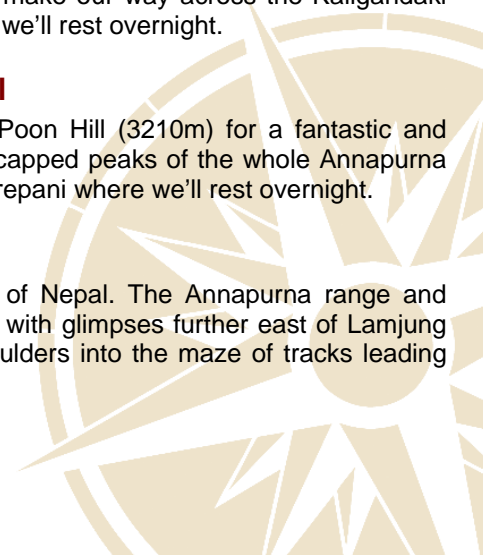 make our way across the Kaligandaki
we'll rest overnight.
l
Poon Hill (3210m) for a fantastic and
capped peaks of the whole Annapurna
repani where we'll rest overnight.
of Nepal. The Annapurna range and
with glimpses further east of Lamjung
ulders into the maze of tracks leading